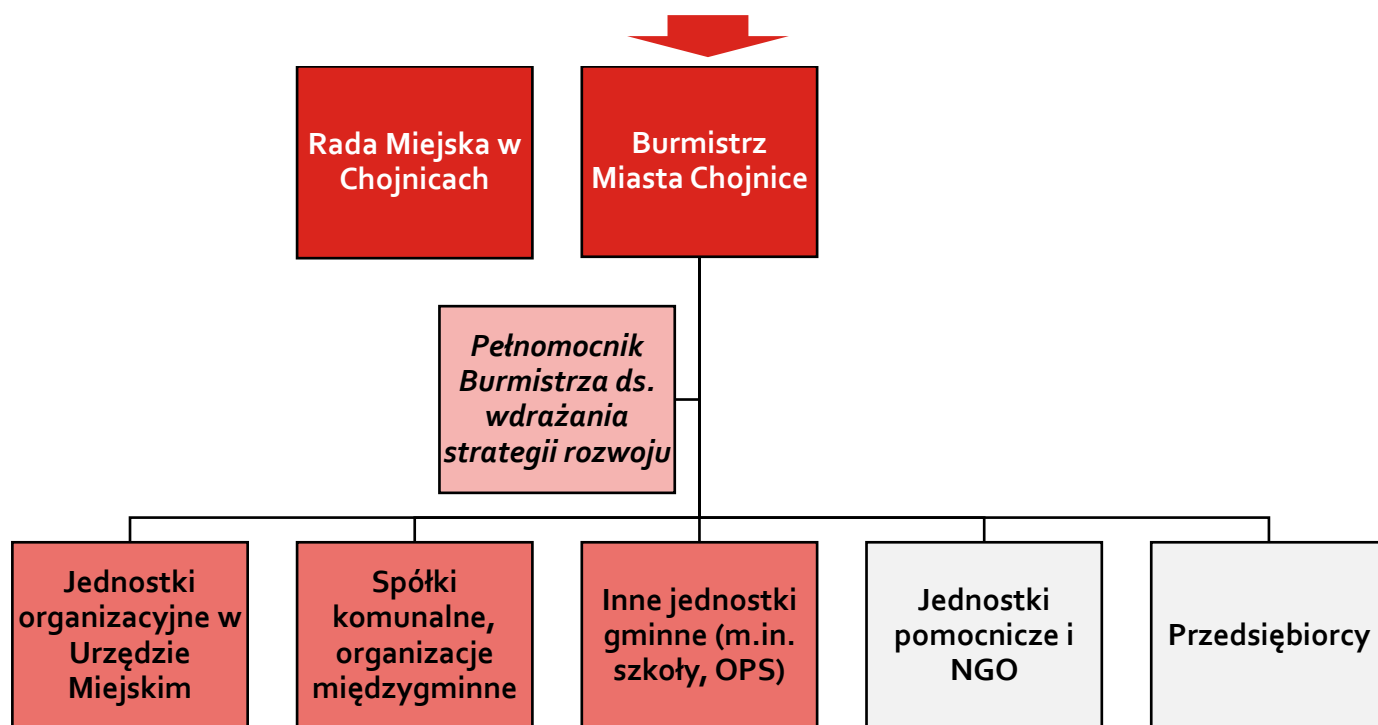 Rada Miejska w
Chojnicach
Burmistrz
Miasta Chojnice
Pełnomocnik
Burmistrza ds.
wdrażania
strategii rozwoju
Jednostki
organizacyjne w
Urzędzie
Miejskim
Spółki
komunalne,
organizacje
międzygminne
Inne jednostki
gminne (m.in.
szkoły, OPS)
Jednostki
pomocnicze i
NGO
Przedsiębiorcy